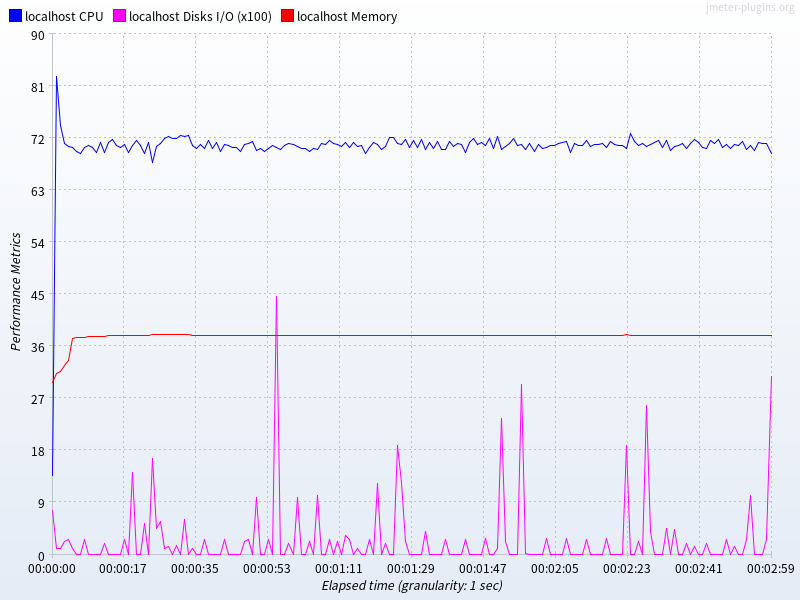 localhost CPU localhost Disks I/O (x100) localhost Memory
jmeter-plugins.org
90
81
72
63
54
45
36
27
18
9
0
Performance Metrics
00:00:00 00:00:17 00:00:35 00:00:53 00:01:11 00:01:29 00:01:47 00:02:05 00:02:23 00:02:41 00:02:59
Elapsed time (granularity: 1 sec)